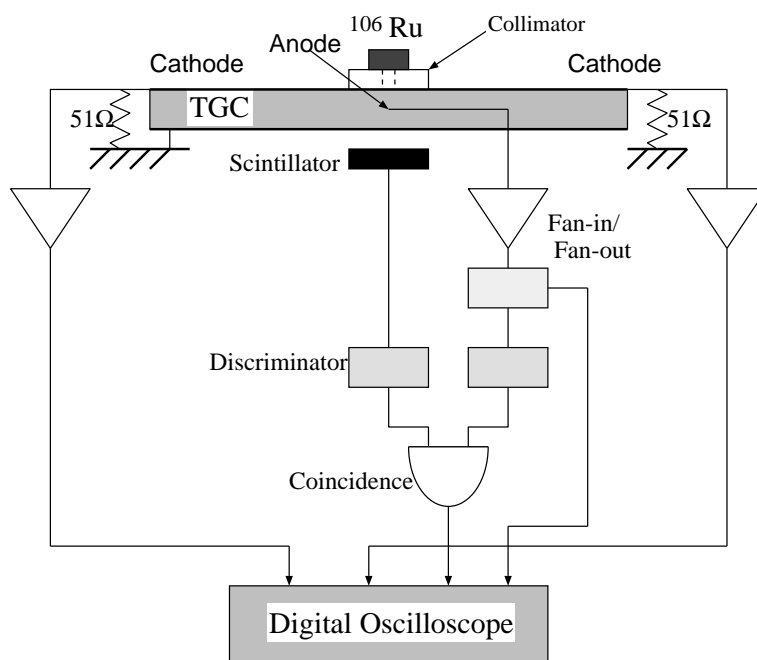 ¹⁰⁶ Ru
Collimator
Anode
Cathode
Cathode
TGC
51Ω
51Ω
Scintillator
Fan-in/
Fan-out
Discriminator
Coincidence
Digital Oscilloscope